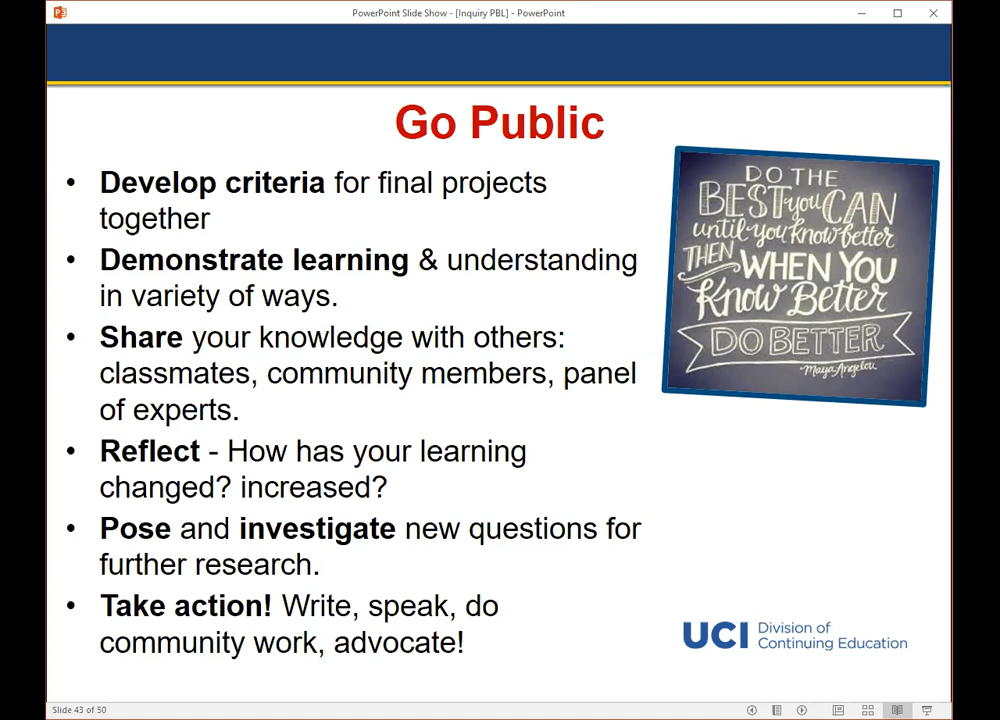 PowerPoint Slide Show - [Inquiry PBL] - PowerPoint
Go Public
• Develop criteria for final projects
together
• Demonstrate learning & understanding
in variety of ways.
• Share your knowledge with others:
classmates, community members, panel
of experts.
• Reflect - How has your learning
changed? increased?
• Pose and investigate new questions for
further research.
• Take action! Write, speak, do
community work, advocate!
DO THE
BEST you CAN
until you know better
THEN WHEN YOU
Know Better
DO BETTER
- Maya Angelou
UCI Division of
Continuing Education
Slide 43 of 50